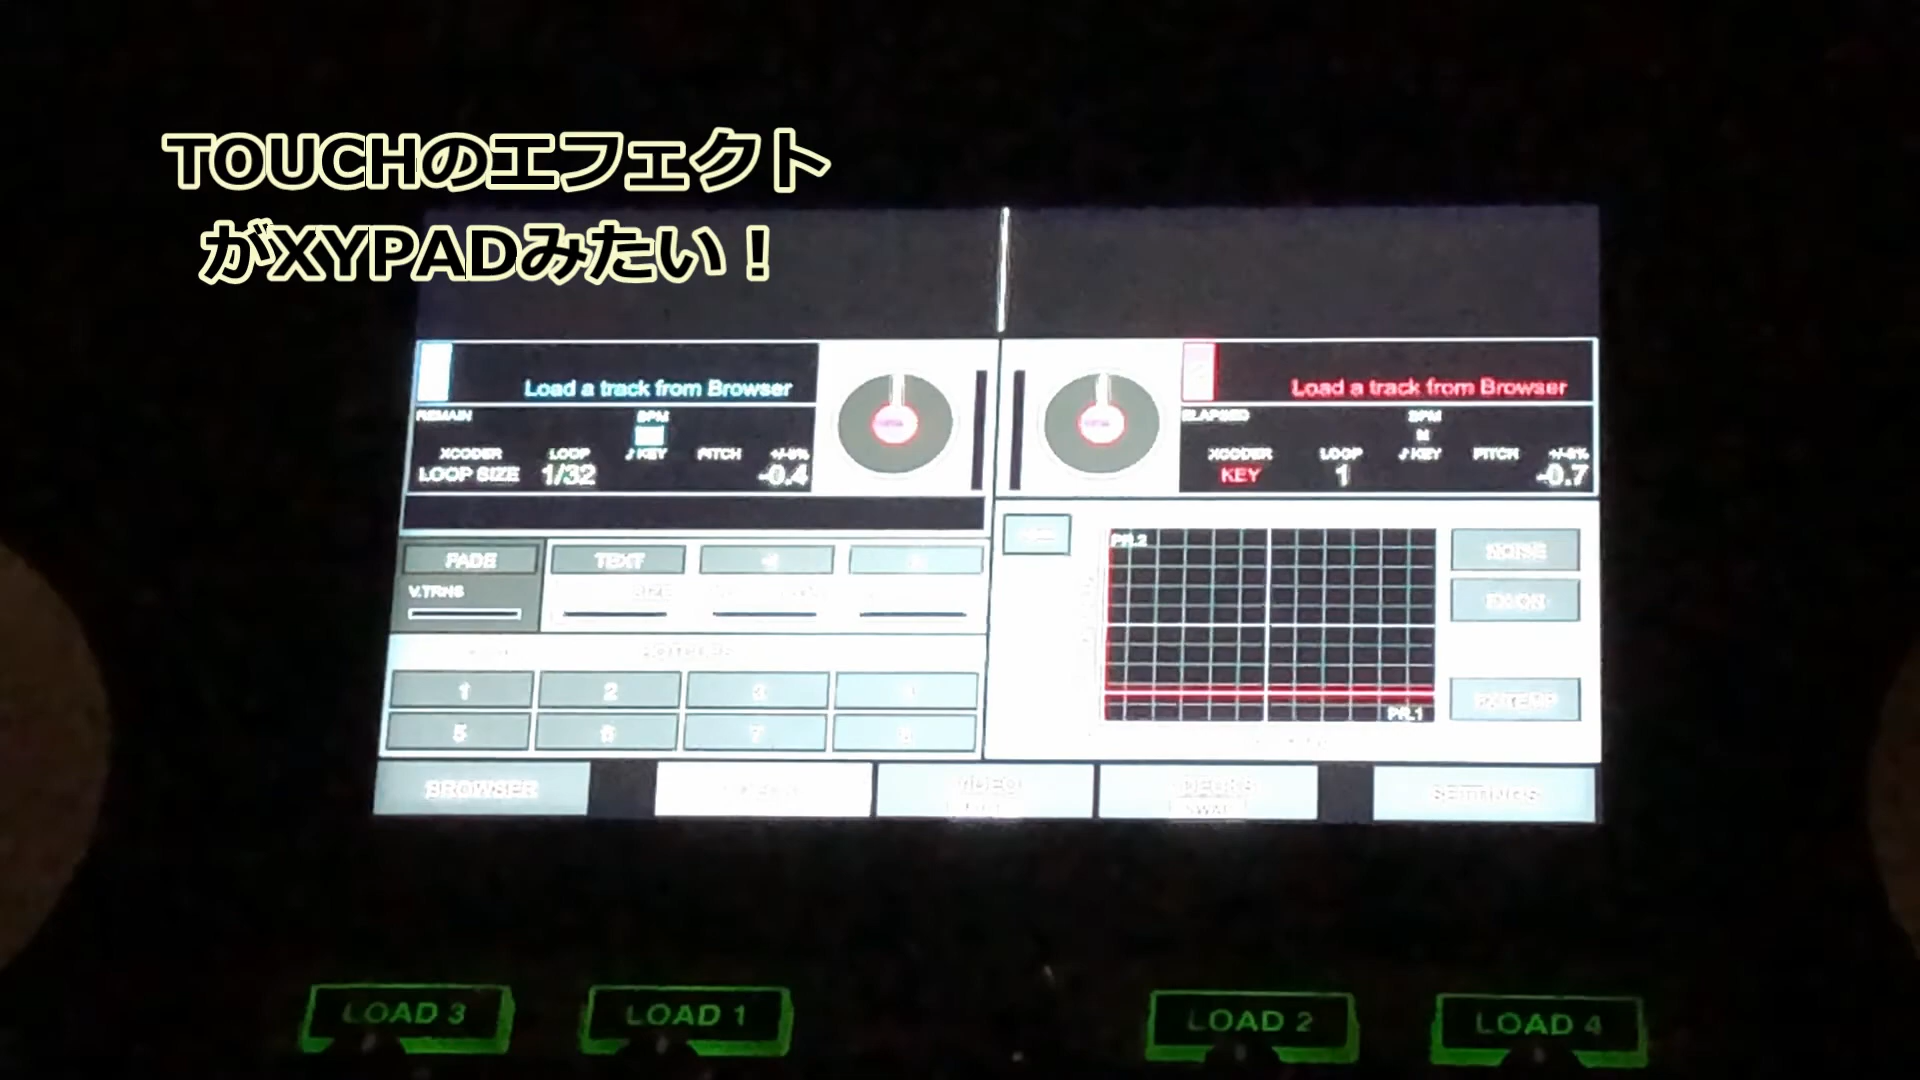 TOUCHのエフェクト
がXYPADみたい！
Load a track from Browser
Load a track from Browser
REMAIN
BPM
ELAPSED
BPM
XCODER
LOOP
♪KEY
PITCH
+/-8%
XCODER
LOOP
♪KEY
PITCH
+/-8%
LOOP SIZE
1/32
-0.4
KEY
1
-0.7
PR.2
FADE
TEXT
NOISE
V.TRNS
SIZE
1
2
3
4
PR.1
5
6
7
8
BROWSER
VIDEO
SETTINGS
LOAD 3
LOAD 1
LOAD 2
LOAD 4